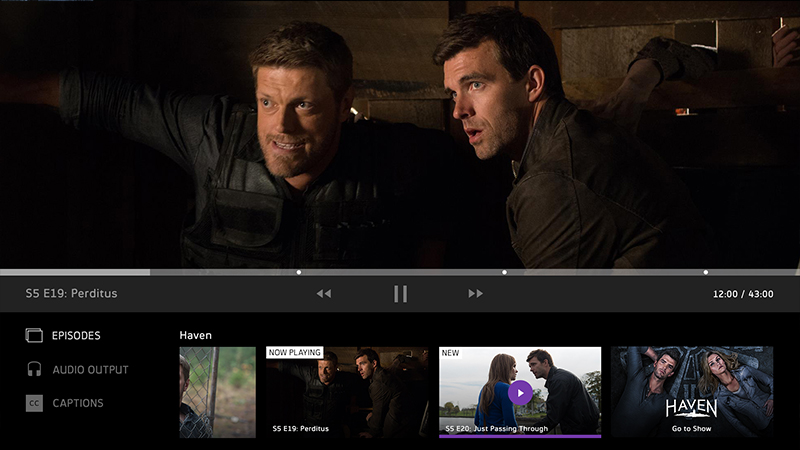 S5 E19: Perditus
12:00 / 43:00
EPISODES
AUDIO OUTPUT
CC
CAPTIONS
Haven
NOW PLAYING
S5 E19: Perditus
NEW
S5 E20: Just Passing Through
HAVEN
Go to Show